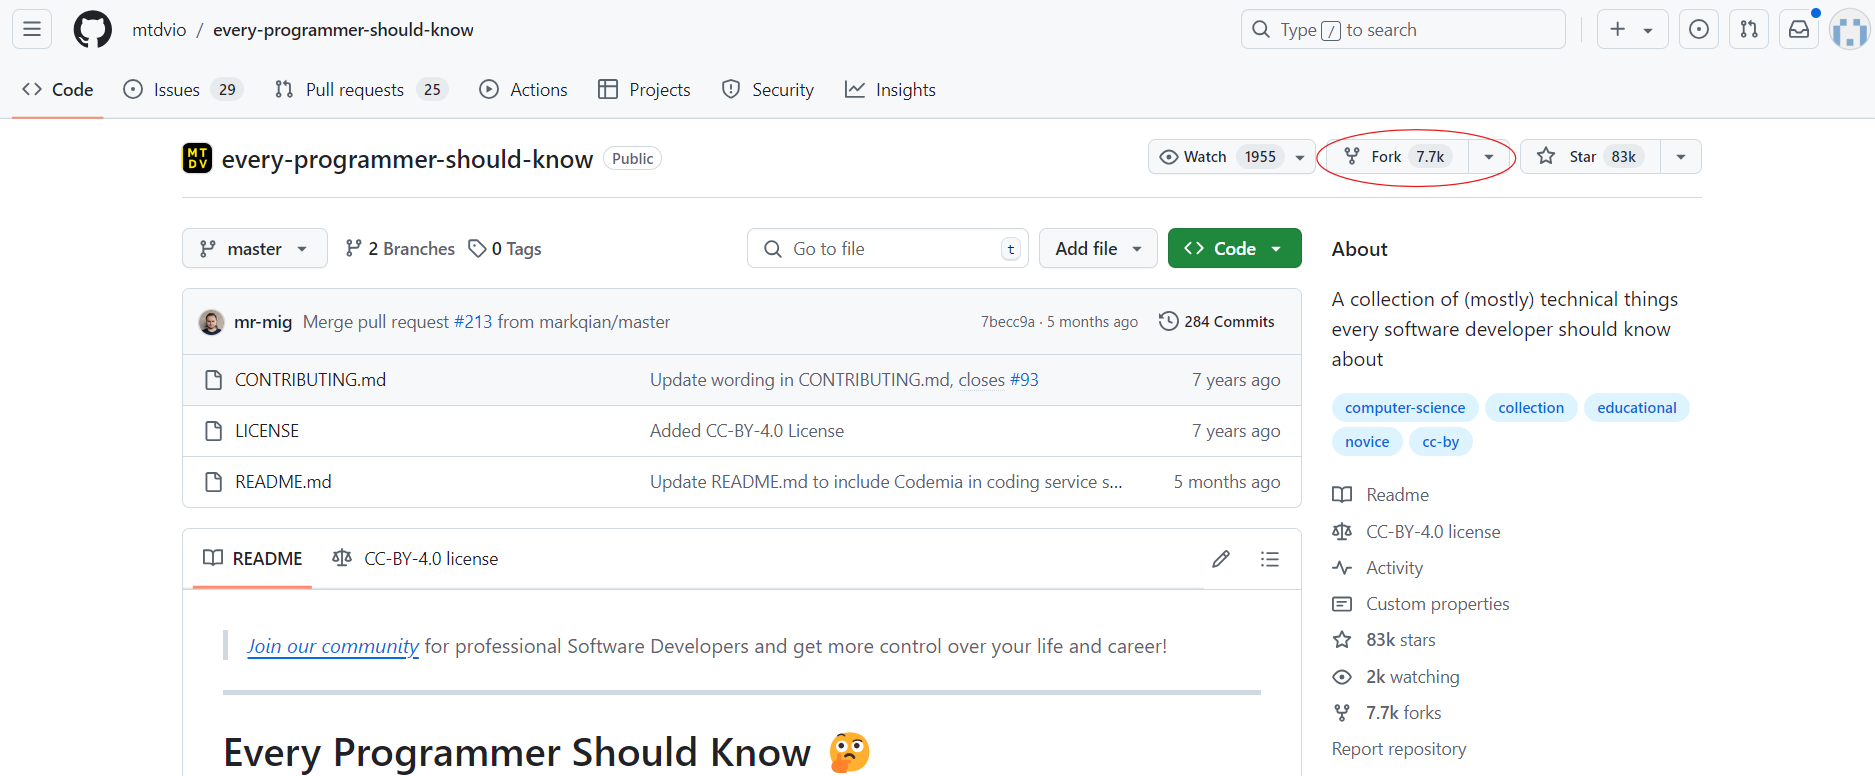 mtdvio / every-programmer-should-know
Type / to search
Code
Issues 29
Pull requests 25
Actions
Projects
Security
Insights
MT
DV
every-programmer-should-know Public
Watch 1955
Fork 7.7k
Star 83k
master
2 Branches
0 Tags
Go to file t
Add file
Code
mr-mig Merge pull request #213 from markqian/master 7becc9a · 5 months ago 284 Commits
CONTRIBUTING.md Update wording in CONTRIBUTING.md, closes #93 7 years ago
LICENSE Added CC-BY-4.0 License 7 years ago
README.md Update README.md to include Codemia in coding service s... 5 months ago
README CC-BY-4.0 license
Join our community for professional Software Developers and get more control over your life and career!
Every Programmer Should Know 🤔
About
A collection of (mostly) technical things
every software developer should know
about
computer-science collection educational
novice cc-by
Readme
CC-BY-4.0 license
Activity
Custom properties
83k stars
2k watching
7.7k forks
Report repository